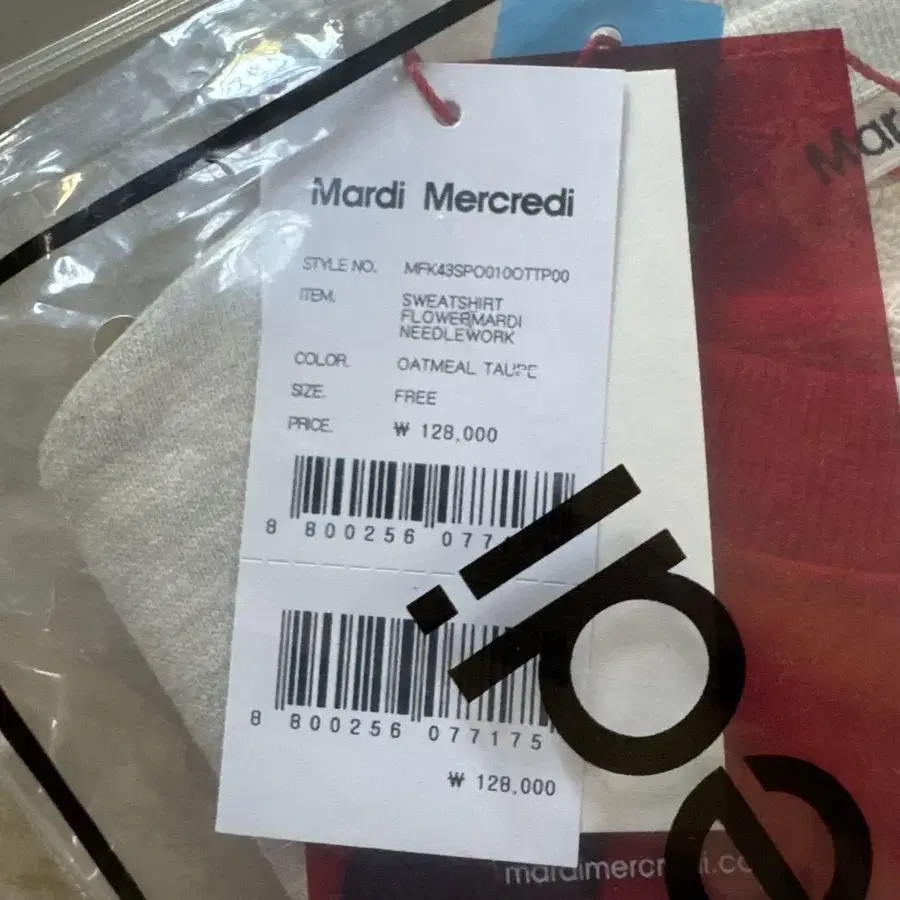 Mar
Mardi Mercredi
STYLE NO. MFK43SPO010OTTP00
ITEM. SWEATSHIRT
FLOWERMARDI
NEEDLEWORK
COLOR. OATMEAL TAUPE
SIZE. FREE
PRICE. ₩ 128,000
8 800256 077
8 800256 077175
₩ 128,000